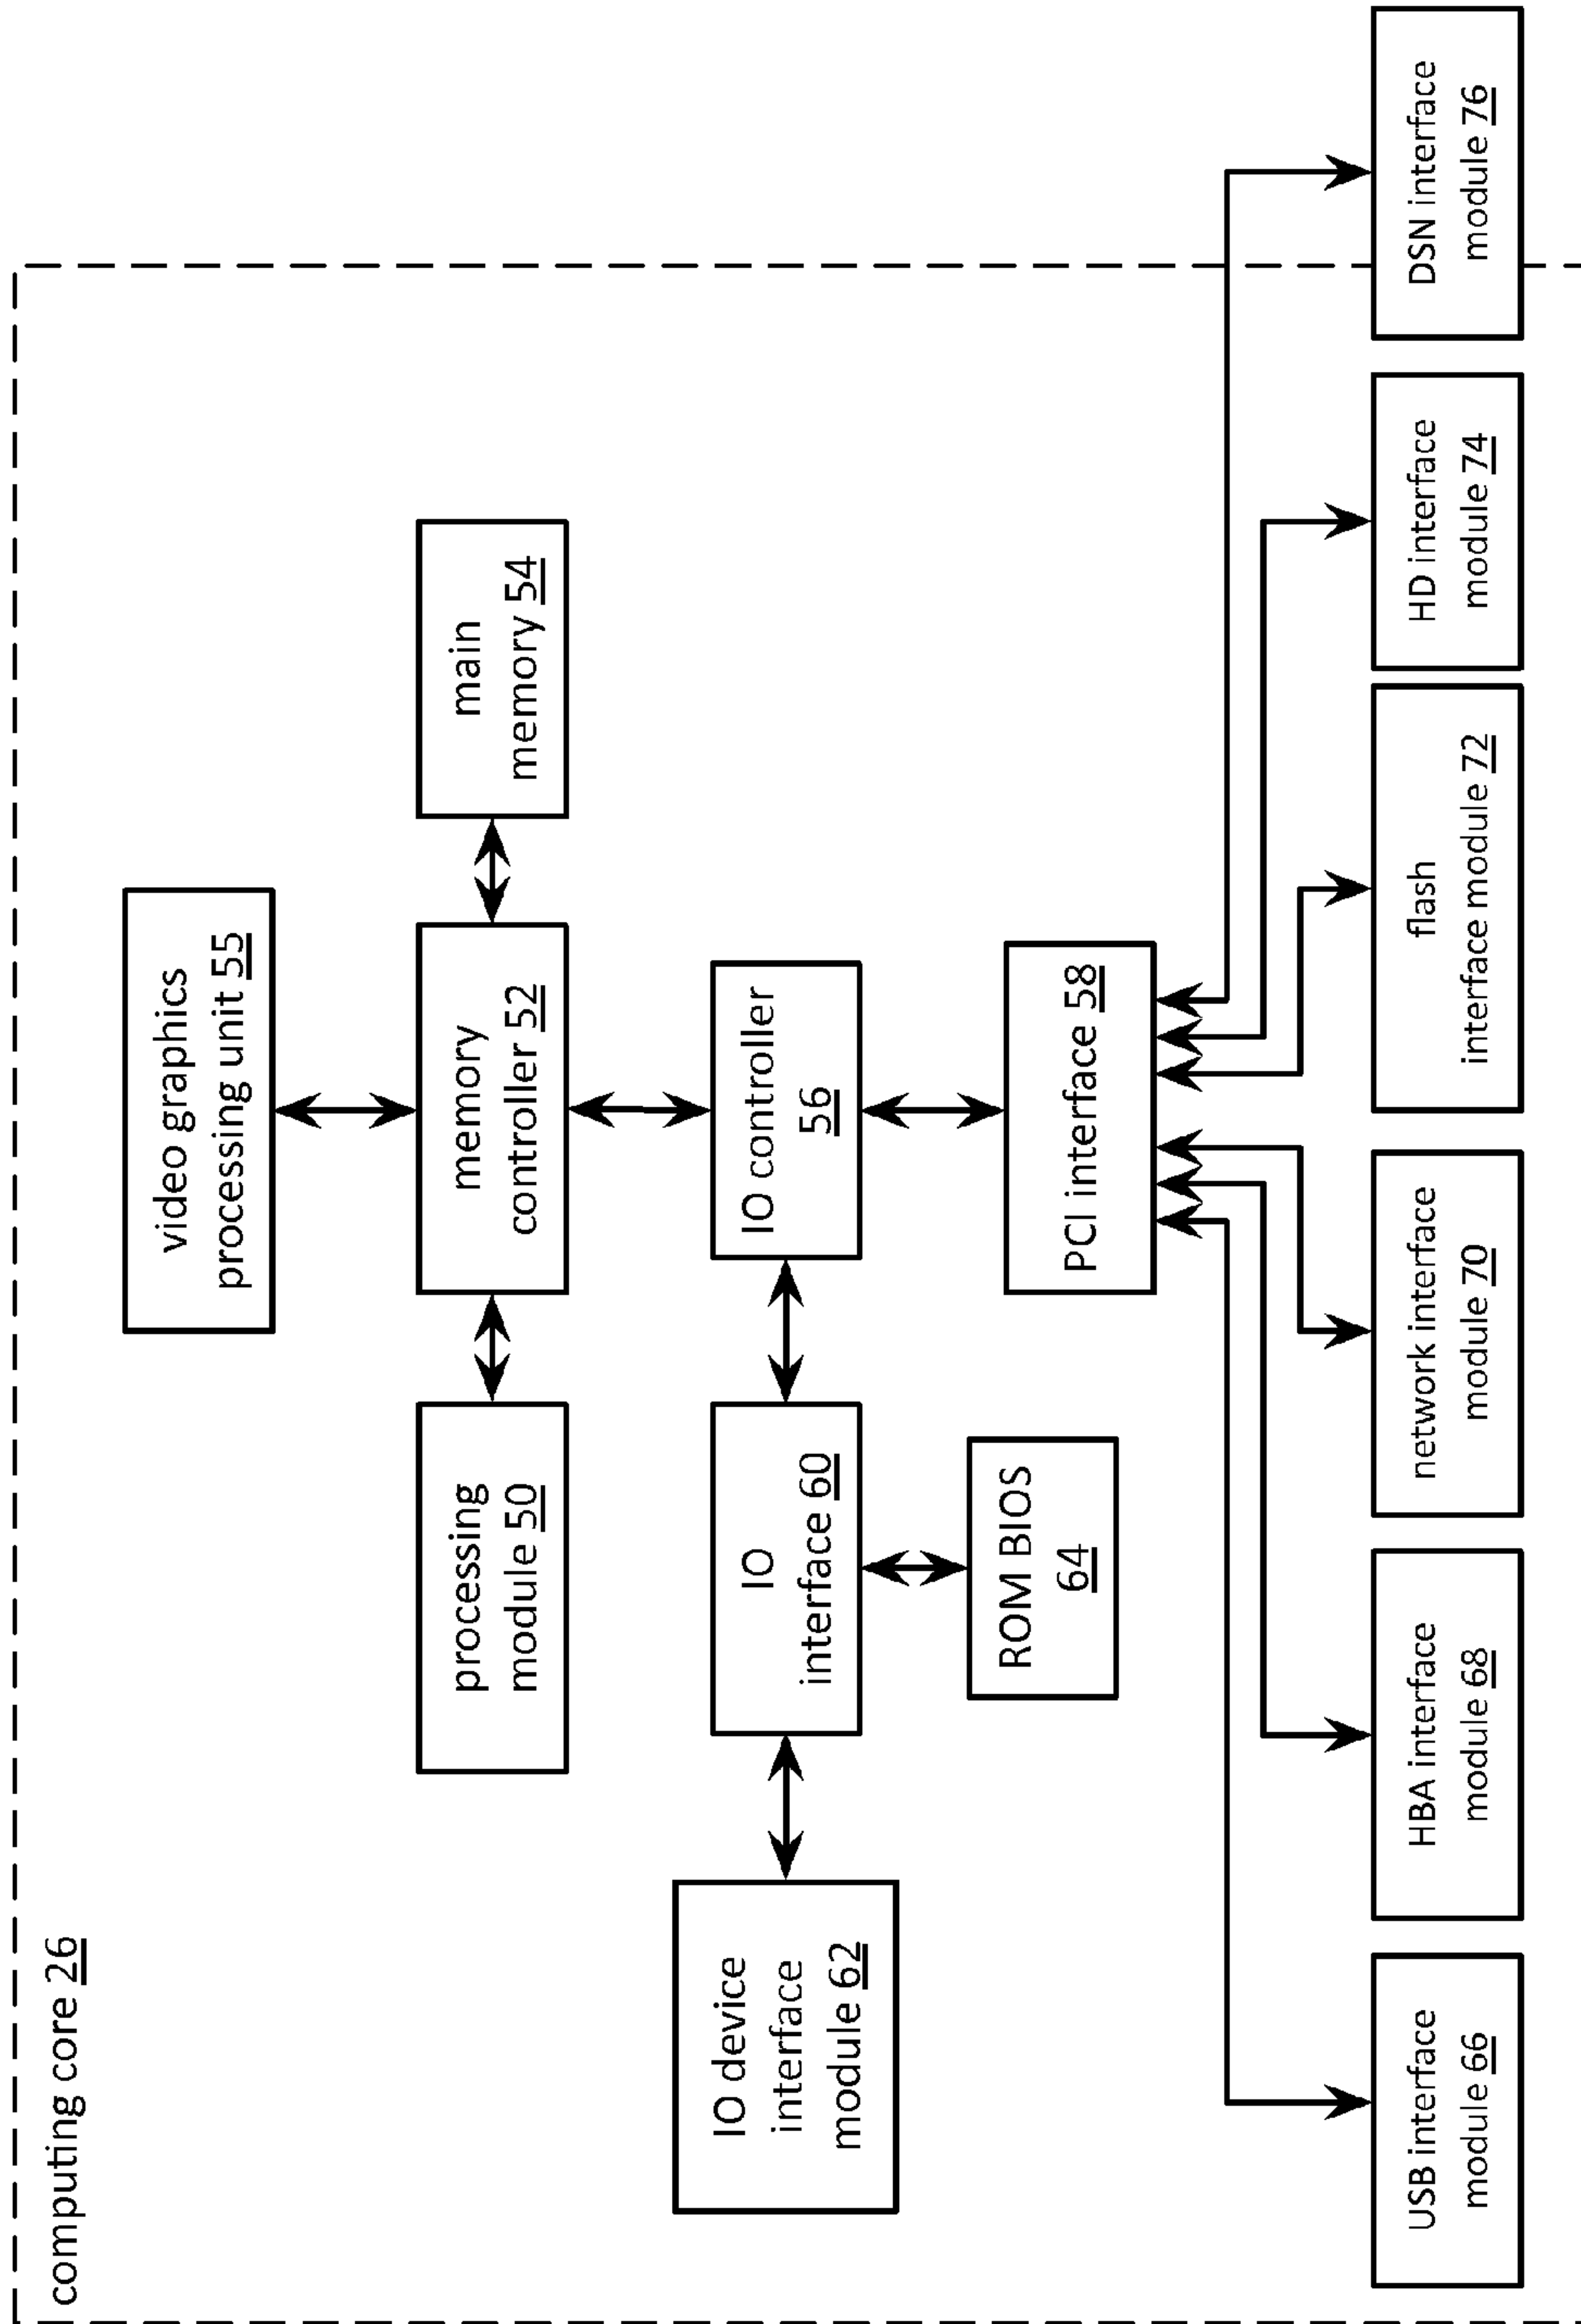 computing core 26
video graphics
processing unit 55
processing
module 50
memory
controller 52
main
memory 54
IO device
interface
module 62
IO
interface 60
IO controller
56
ROM BIOS
64
PCI interface 58
USB interface
module 66
HBA interface
module 68
network interface
module 70
flash
interface module 72
HD interface
module 74
DSN interface
module 76